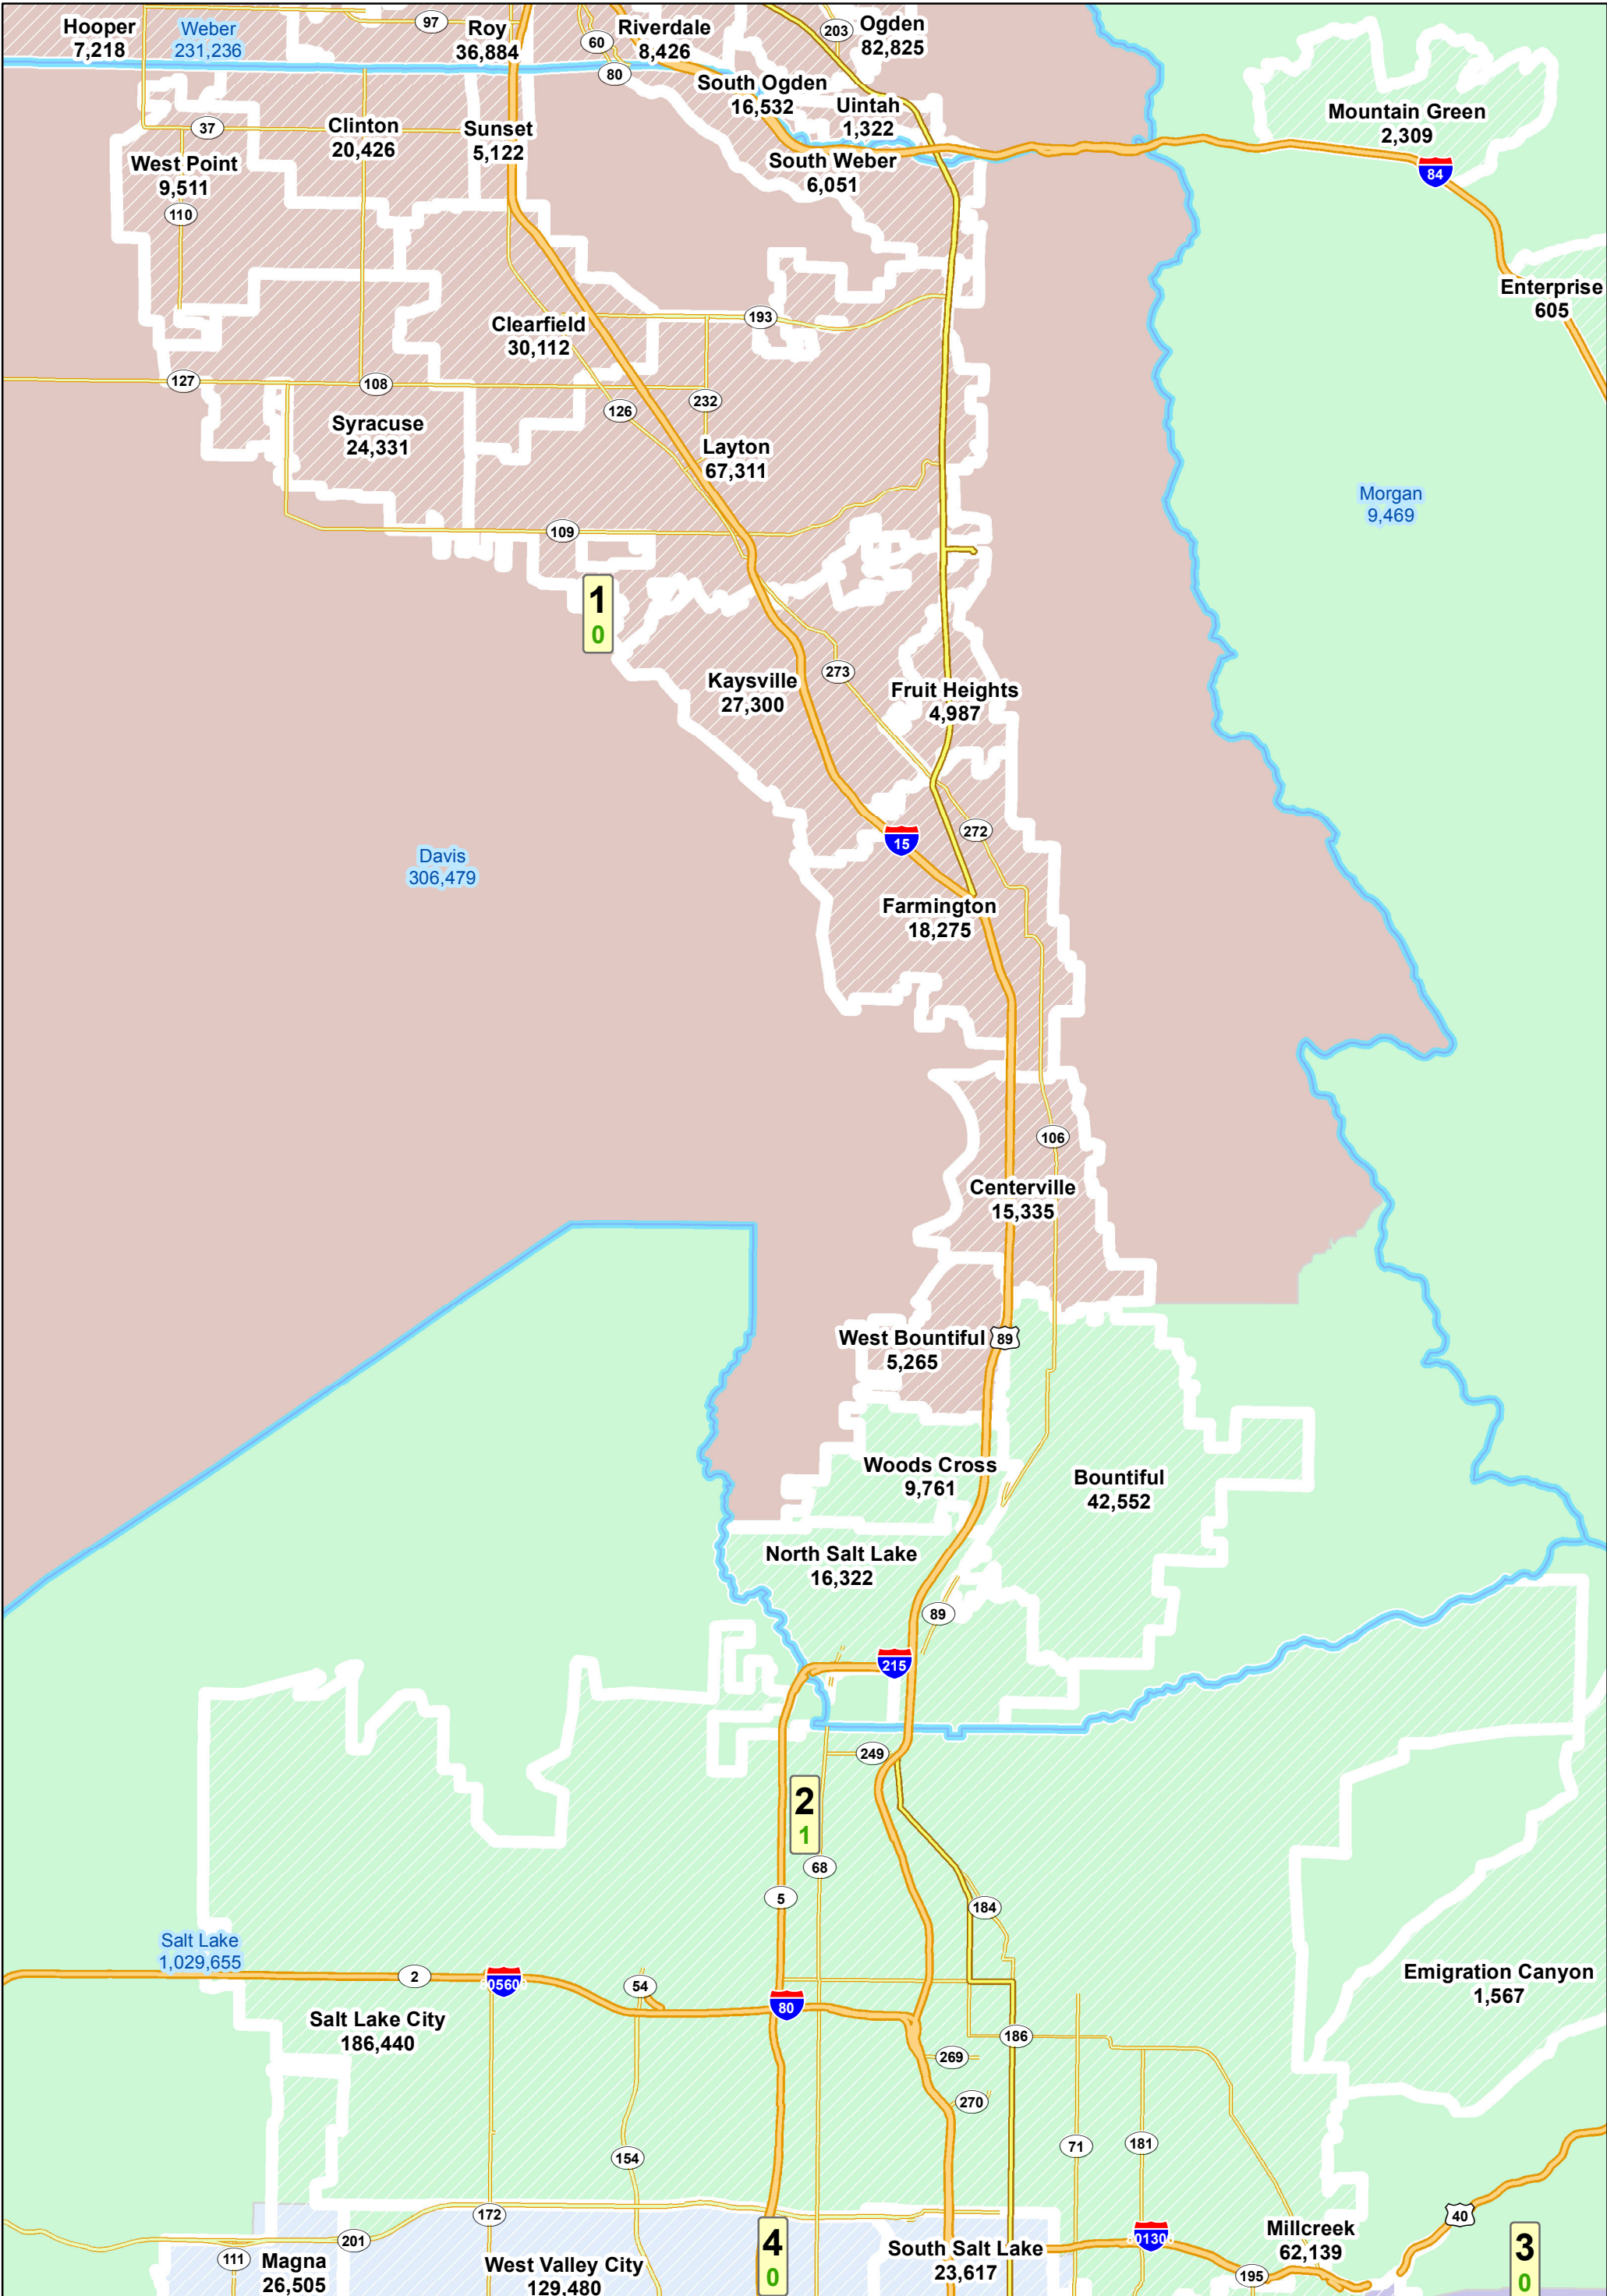 Hooper
7,218
Weber
231,236
97
Roy
36,884
60
Riverdale
8,426
80
203
Ogden
82,825
South Ogden
16,532
Uintah
1,322
Mountain Green
2,309
84
37
Clinton
20,426
Sunset
5,122
West Point
9,511
110
South Weber
6,051
Enterprise
605
Clearfield
30,112
193
127
108
126
232
Syracuse
24,331
Layton
67,311
Morgan
9,469
109
1
0
273
Kaysville
27,300
Fruit Heights
4,987
15
272
Davis
306,479
Farmington
18,275
106
Centerville
15,335
West Bountiful
5,265
89
Woods Cross
9,761
Bountiful
42,552
North Salt Lake
16,322
89
215
249
2
1
68
5
184
Salt Lake
1,029,655
2
0560
54
80
Emigration Canyon
1,567
Salt Lake City
186,440
186
269
270
71
181
154
172
201
111
Magna
26,505
West Valley City
129,480
4
0
South Salt Lake
23,617
0130
Millcreek
62,139
195
40
3
0